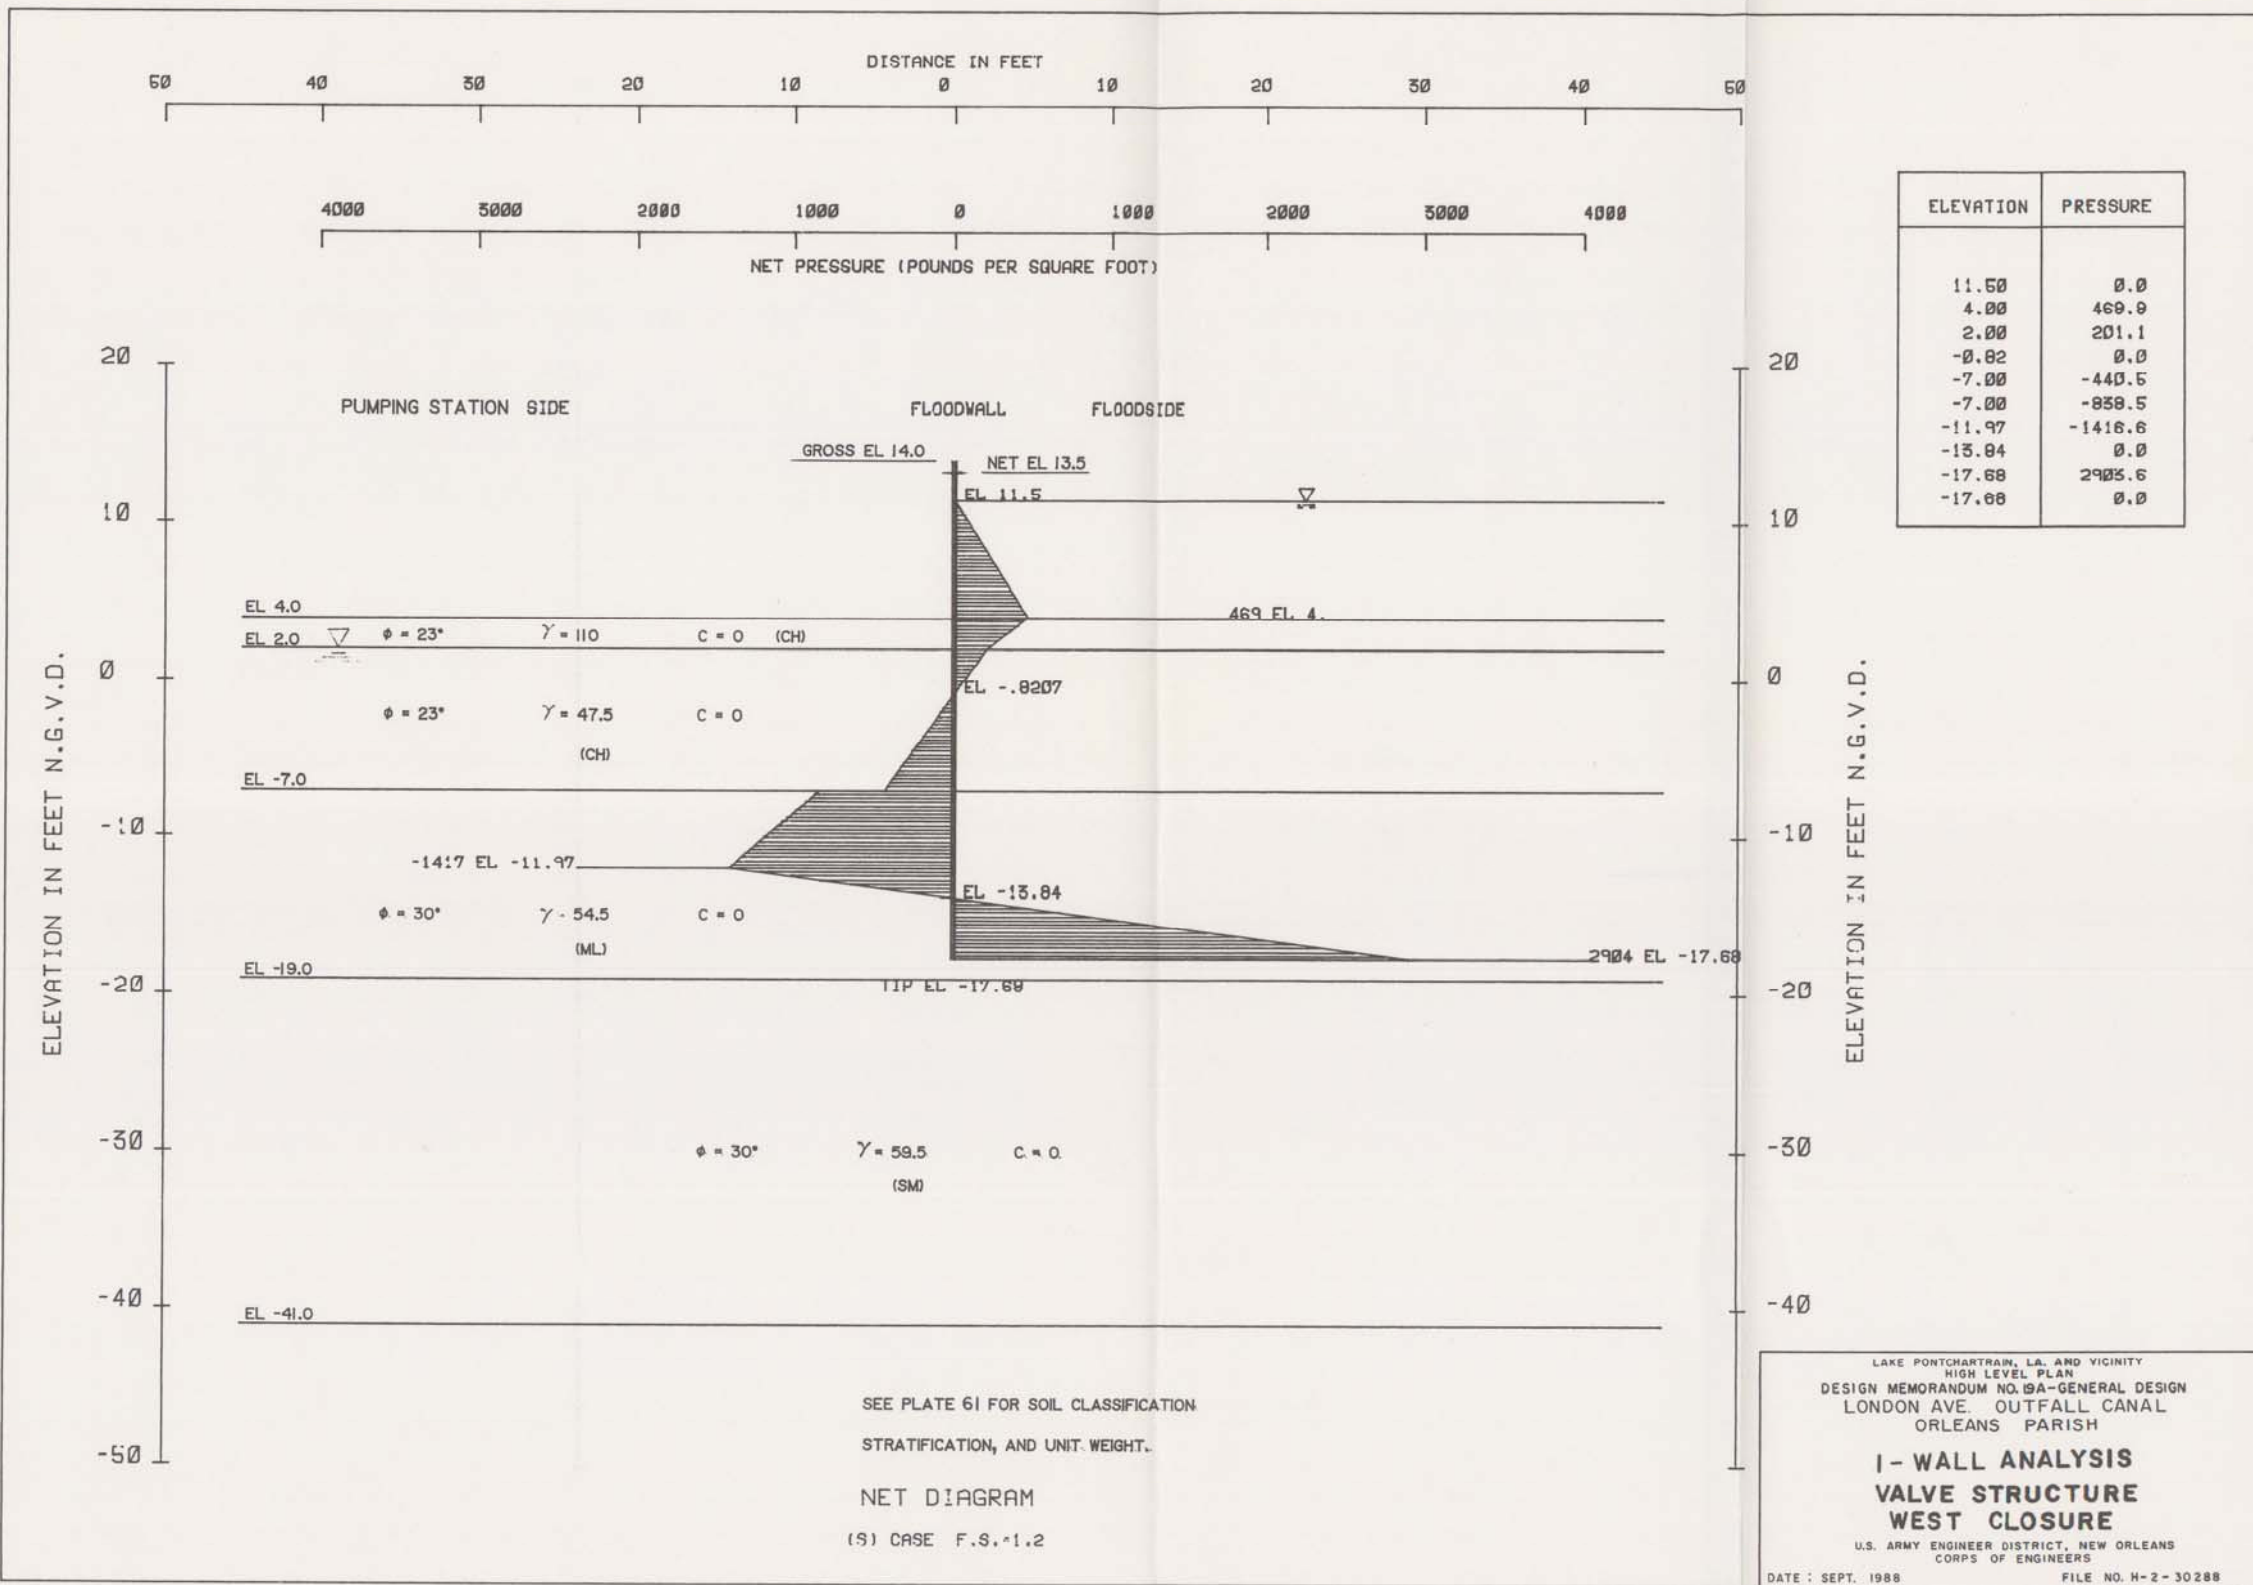 DISTANCE IN FEET
50 40 30 20 10 0 10 20 30 40 50
4000 3000 2000 1000 0 1000 2000 3000 4000
NET PRESSURE (POUNDS PER SQUARE FOOT)
ELEVATION PRESSURE
11.50 0.0
4.00 469.9
2.00 201.1
-0.82 0.0
-7.00 -440.5
-7.00 -838.5
-11.97 -1416.6
-13.84 0.0
-17.68 2903.6
-17.68 0.0
ELEVATION IN FEET N.G.V.D.
20
10
0
-10
-20
-30
-40
-50
PUMPING STATION SIDE
FLOODWALL
FLOODSIDE
GROSS EL 14.0
NET EL 13.5
EL 11.5
EL 4.0
469 EL 4.
EL 2.0
φ = 23° γ = 110 C = 0 (CH)
EL -.8207
φ = 23° γ = 47.5 C = 0
(CH)
EL -7.0
-1417 EL -11.97
EL -13.84
φ = 30° γ - 54.5 C = 0
(ML)
2904 EL -17.68
EL -19.0
TIP EL -17.68
φ = 30° γ = 59.5 C = 0
(SM)
EL -41.0
20
10
0
-10
-20
-30
-40
ELEVATION IN FEET N.G.V.D.
SEE PLATE 61 FOR SOIL CLASSIFICATION
STRATIFICATION, AND UNIT WEIGHT.
NET DIAGRAM
(S) CASE F.S.=1.2
LAKE PONTCHARTRAIN, LA. AND VICINITY
HIGH LEVEL PLAN
DESIGN MEMORANDUM NO. 19A-GENERAL DESIGN
LONDON AVE. OUTFALL CANAL
ORLEANS PARISH
I-WALL ANALYSIS
VALVE STRUCTURE
WEST CLOSURE
U.S. ARMY ENGINEER DISTRICT, NEW ORLEANS
CORPS OF ENGINEERS
DATE : SEPT. 1988 FILE NO. H-2-30288